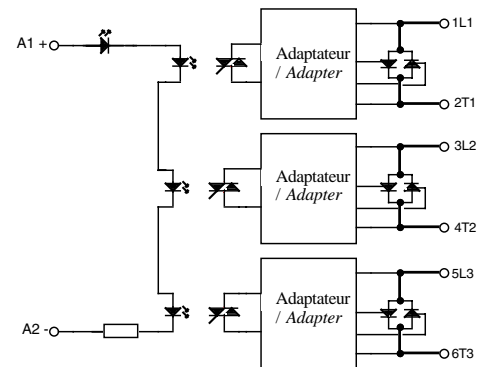 1L1
A1 +
Adaptateur
/ Adapter
2T1
3L2
Adaptateur
/ Adapter
4T2
5L3
Adaptateur
/ Adapter
A2 -
6T3